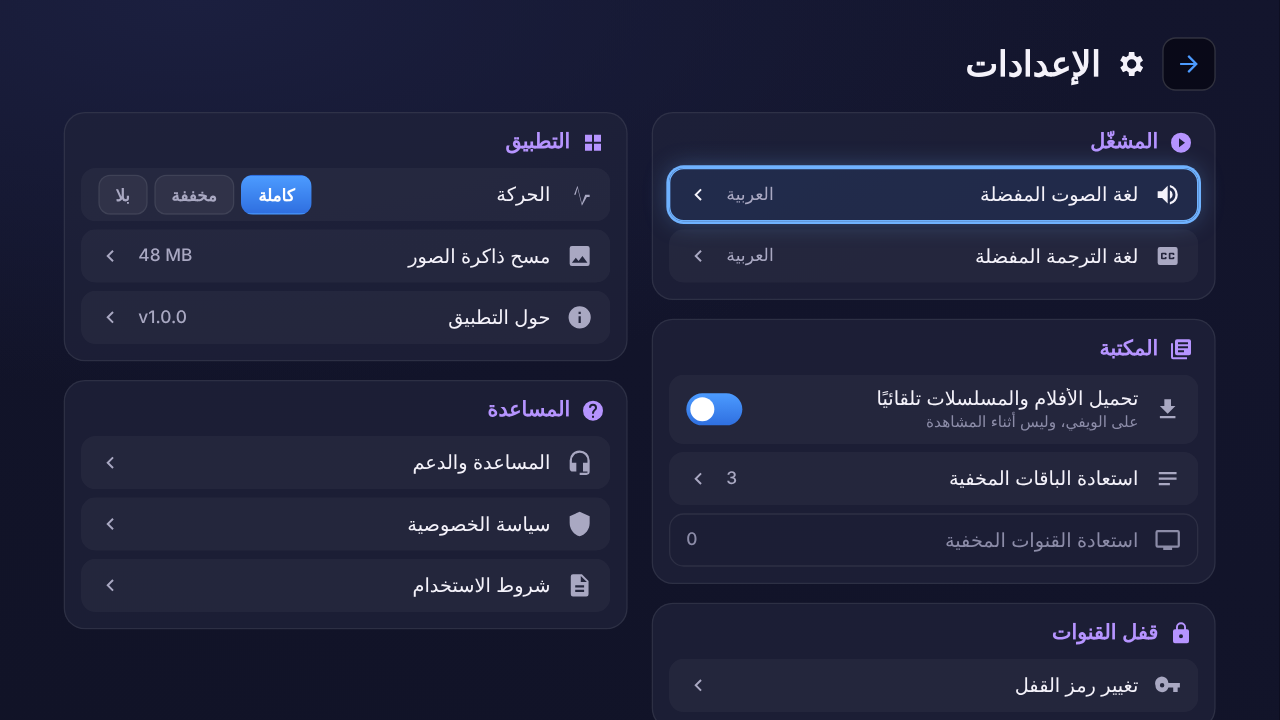 الإعدادات
المشغّل
لغة الصوت المفضلة
العربية
لغة الترجمة المفضلة
العربية
المكتبة
تحميل الأفلام والمسلسلات تلقائيًا
على الويفي، وليس أثناء المشاهدة
استعادة الباقات المخفية
3
استعادة القنوات المخفية
0
قفل القنوات
تغيير رمز القفل
التطبيق
الحركة
كاملة
مخففة
بلا
مسح ذاكرة الصور
48 MB
حول التطبيق
v1.0.0
المساعدة
المساعدة والدعم
سياسة الخصوصية
شروط الاستخدام